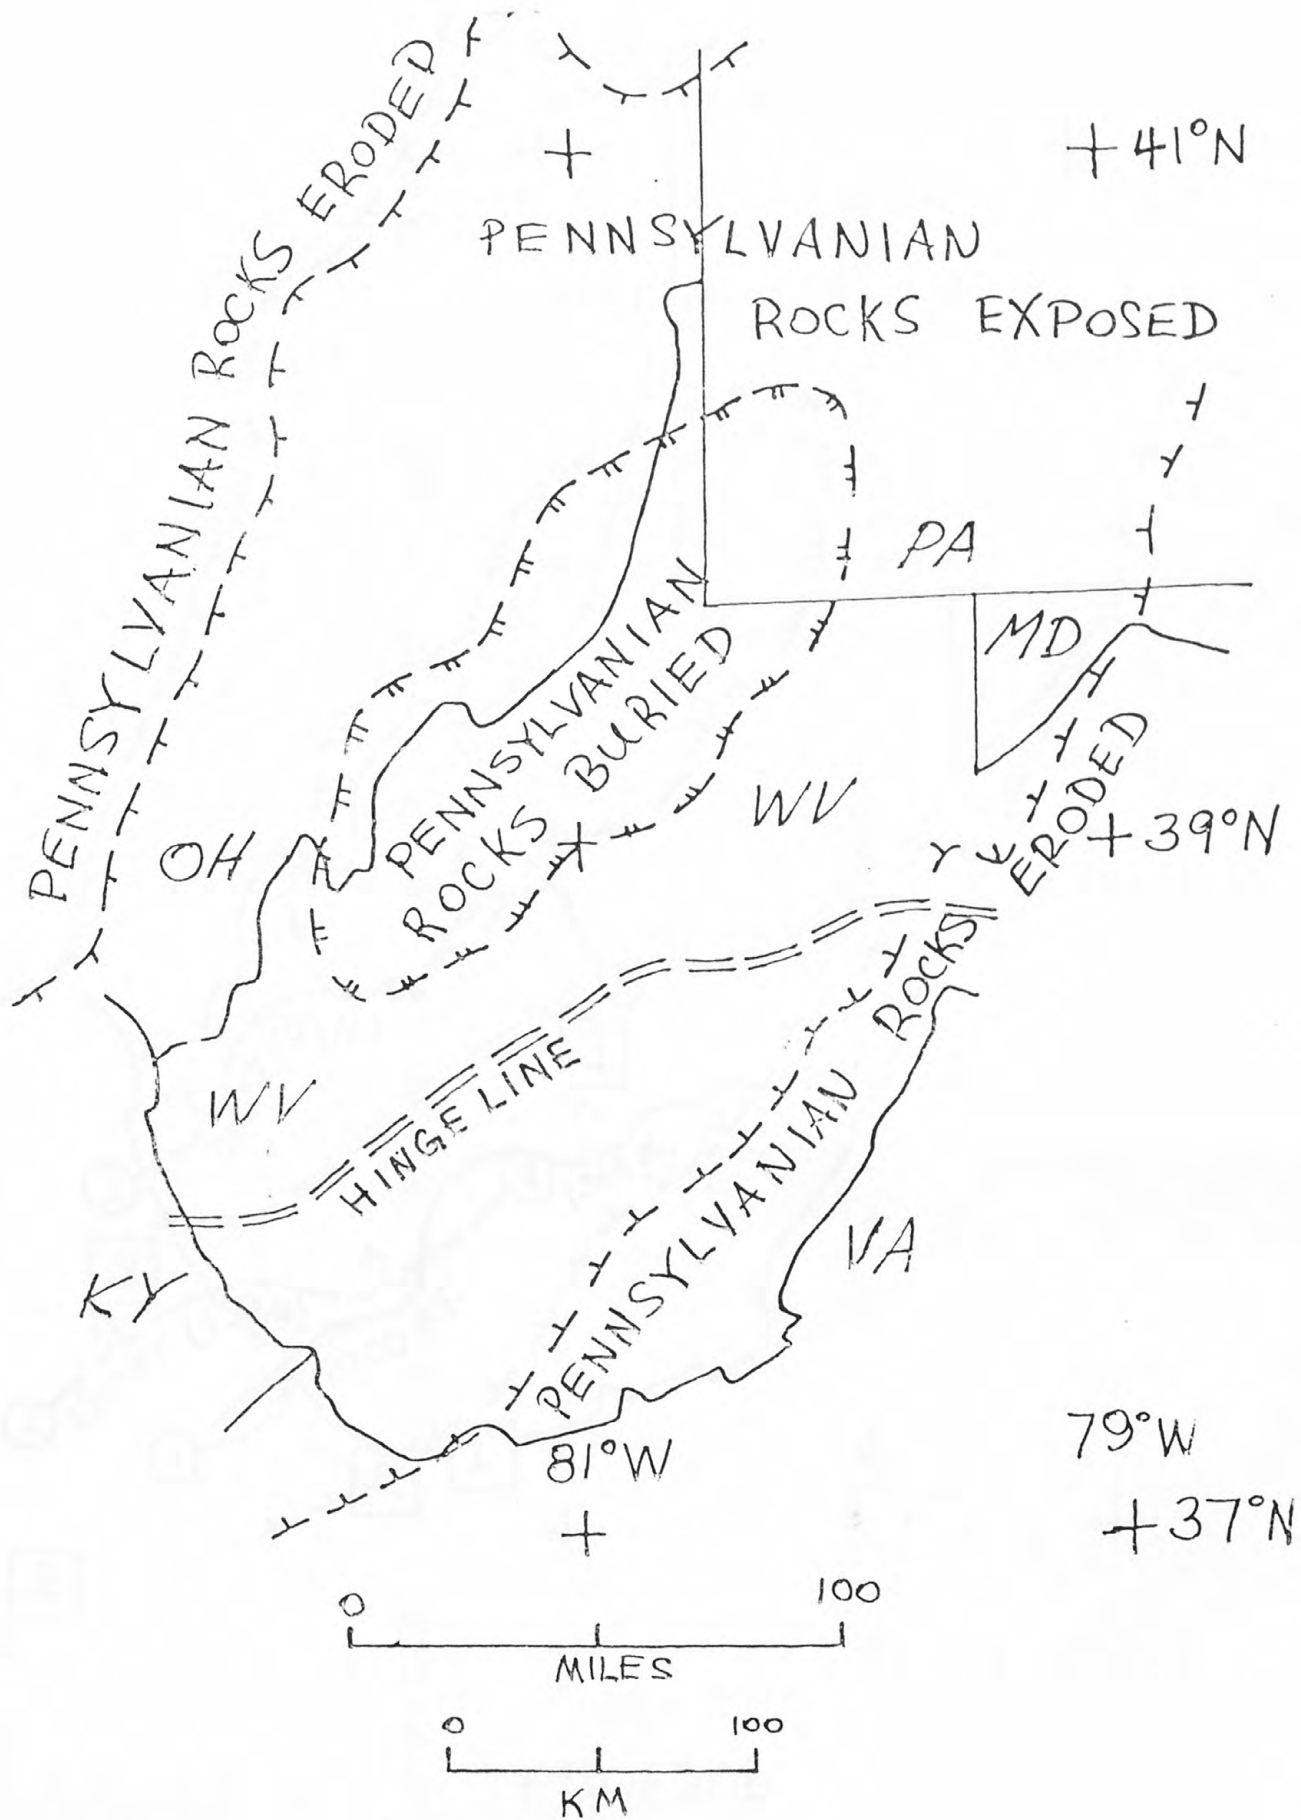 PENNSYLVANIAN ROCKS ERODED
+ 41°N
PENNSYLVANIAN
ROCKS EXPOSED
PA
MD
PENNSYLVANIAN
ROCKS BURIED
WV
OH
+ 39°N
PENNSYLVANIAN ROCKS ERODED
WV
HINGE LINE
VA
KY
81°W
79°W
+ 37°N
0 100
MILES
0 100
KM